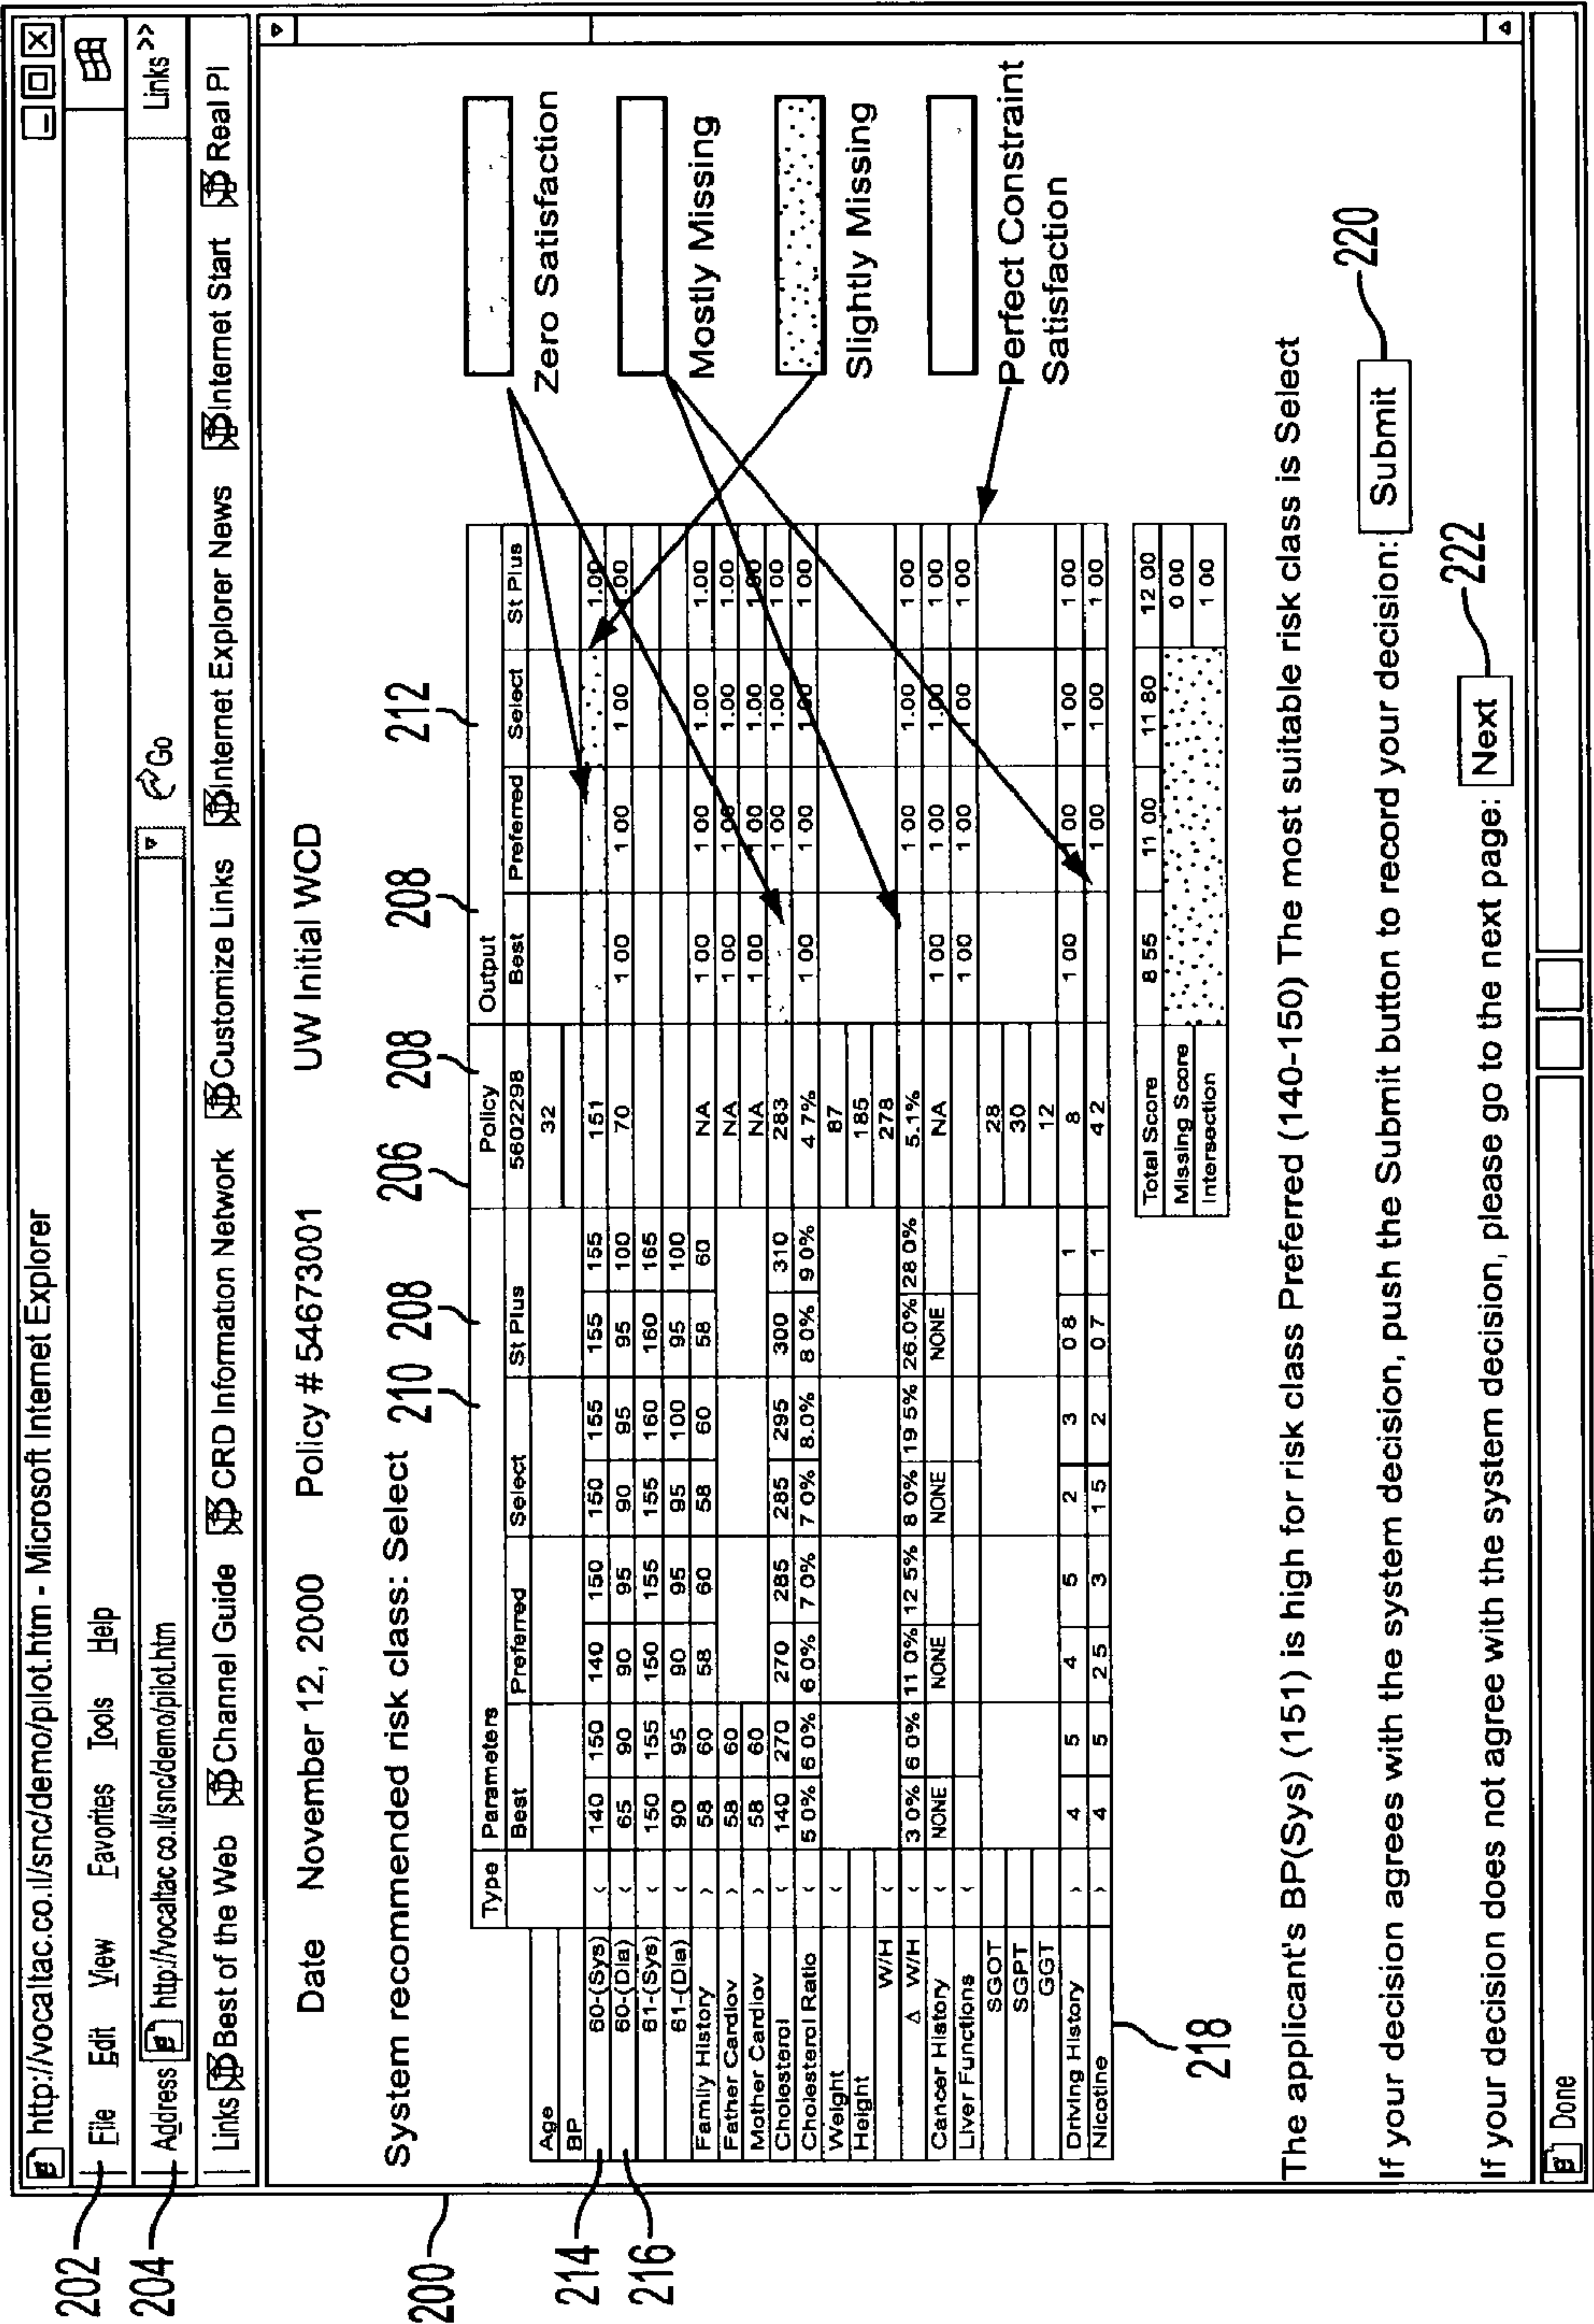 http://vocaltac.co.il/snc/demo/pilot.htm - Microsoft Internet Explorer
202
File Edit View Favorites Tools Help
204
Address http://vocaltac co.il/snc/demo/pilot.htm Go Links >>
Links Best of the Web Channel Guide CRD Information Network Customize Links Internet Explorer News Internet Start Real Pl
Date November 12, 2000 Policy # 54673001 UW Initial WCD
200
System recommended risk class: Select
210 208 206 208 208 212
Type Parameters Policy Output
Best Preferred Select St Plus 5602298 Best Preferred Select St Plus
Age 32
BP
214
60-(Sys) < 140 150 140 150 150 155 155 155 151 1.00
216
60-(Dia) < 65 90 90 95 90 95 95 100 70 1 00 1 00 1 00 1.00
61-(Sys) < 150 155 150 155 155 160 160 165
61-(Dia) < 90 95 90 95 95 100 95 100
Family History > 58 60 58 60 58 60 58 60 NA 1 00 1 00 1.00 1.00
Father Cardiov > 58 60 NA 1 00 1 00 1.00 1.00
Mother Cardiov > 58 60 NA 1 00 1 00 1.00 1.00
Cholesterol < 140 270 270 285 285 295 300 310 283 1 00 1.00 1 00
Cholesterol Ratio < 5 0% 6 0% 6 0% 7 0% 7 0% 8.0% 8 0% 9 0% 4 7% 1 00 1 00 1.00 1 00
Weight < 87
Height 185
W/H < 278
Δ W/H < 3 0% 6 0% 11 0% 12 5% 8 0% 19 5% 26.0% 28 0% 5.1% 1 00 1.00 1 00
Cancer History < NONE NONE NONE NONE NA 1 00 1 00 1.00 1 00
Liver Functions < 1 00 1 00 1 00 1 00
SGOT 28
SGPT 30
GGT 12
Driving History > 4 5 4 5 2 3 0 8 1 8 1 00 1 00 1 00 1 00
Nicotine > 4 5 2 5 3 1 5 2 0 7 1 4 2 1 00 1 00 1 00
218
Total Score 8 55 11 00 11 80 12 00
Missing Score 0 00
Intersection 1 00
Zero Satisfaction
Mostly Missing
Slightly Missing
Perfect Constraint
Satisfaction
The applicant's BP(Sys) (151) is high for risk class Preferred (140-150) The most suitable risk class is Select
If your decision agrees with the system decision, push the Submit button to record your decision: Submit
220
If your decision does not agree with the system decision, please go to the next page: Next
222
Done